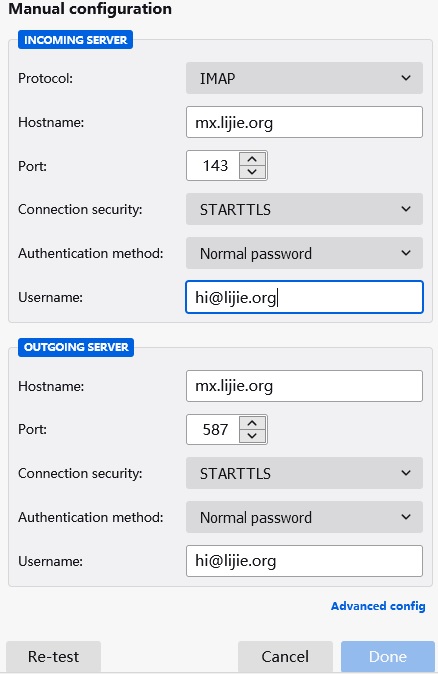 Manual configuration
INCOMING SERVER
Protocol: IMAP
Hostname: mx.lijie.org
Port: 143
Connection security: STARTTLS
Authentication method: Normal password
Username: hi@lijie.org
OUTGOING SERVER
Hostname: mx.lijie.org
Port: 587
Connection security: STARTTLS
Authentication method: Normal password
Username: hi@lijie.org
Advanced config
Re-test Cancel Done